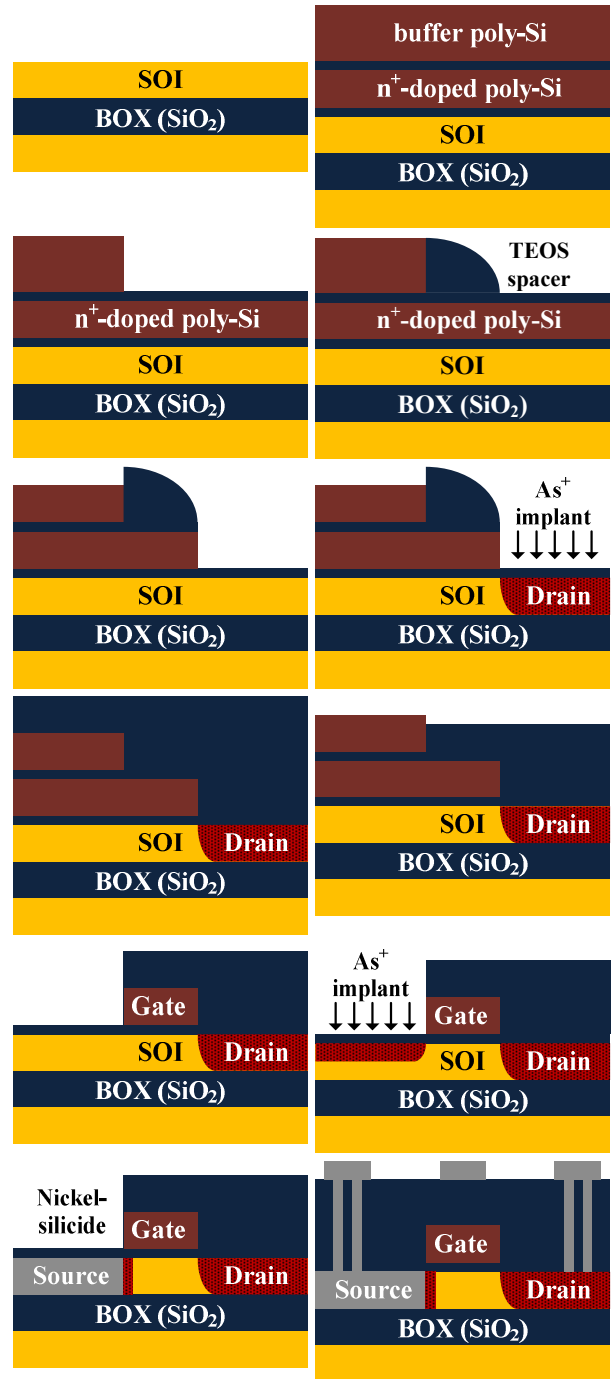 SOI
BOX (SiO₂)
buffer poly-Si
n⁺-doped poly-Si
SOI
BOX (SiO₂)
n⁺-doped poly-Si
SOI
BOX (SiO₂)
TEOS
spacer
n⁺-doped poly-Si
SOI
BOX (SiO₂)
SOI
BOX (SiO₂)
As⁺
implant
SOI
Drain
BOX (SiO₂)
SOI
Drain
BOX (SiO₂)
SOI
Drain
BOX (SiO₂)
Gate
SOI
Drain
BOX (SiO₂)
As⁺
implant
Gate
SOI
Drain
BOX (SiO₂)
Nickel-
silicide
Gate
Source
Drain
BOX (SiO₂)
Gate
Source
Drain
BOX (SiO₂)